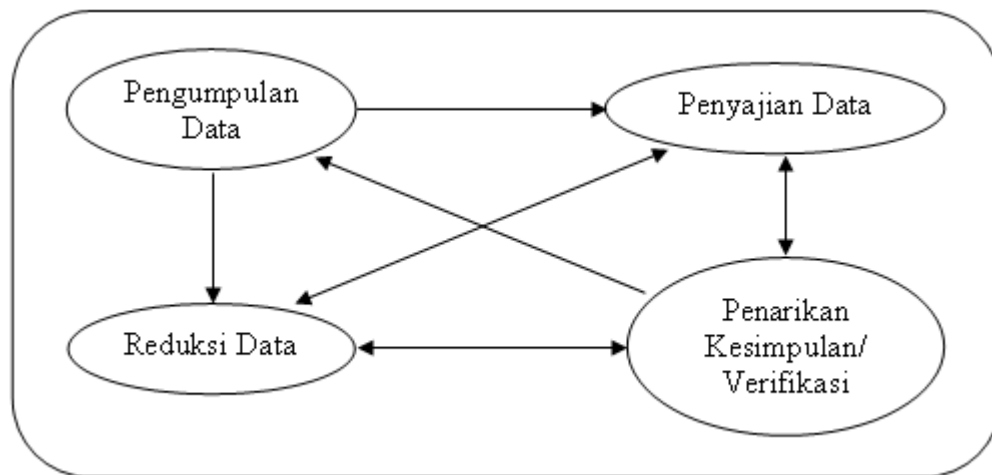 Pengumpulan
Data
Penyajian Data
Reduksi Data
Penarikan
Kesimpulan/
Verifikasi